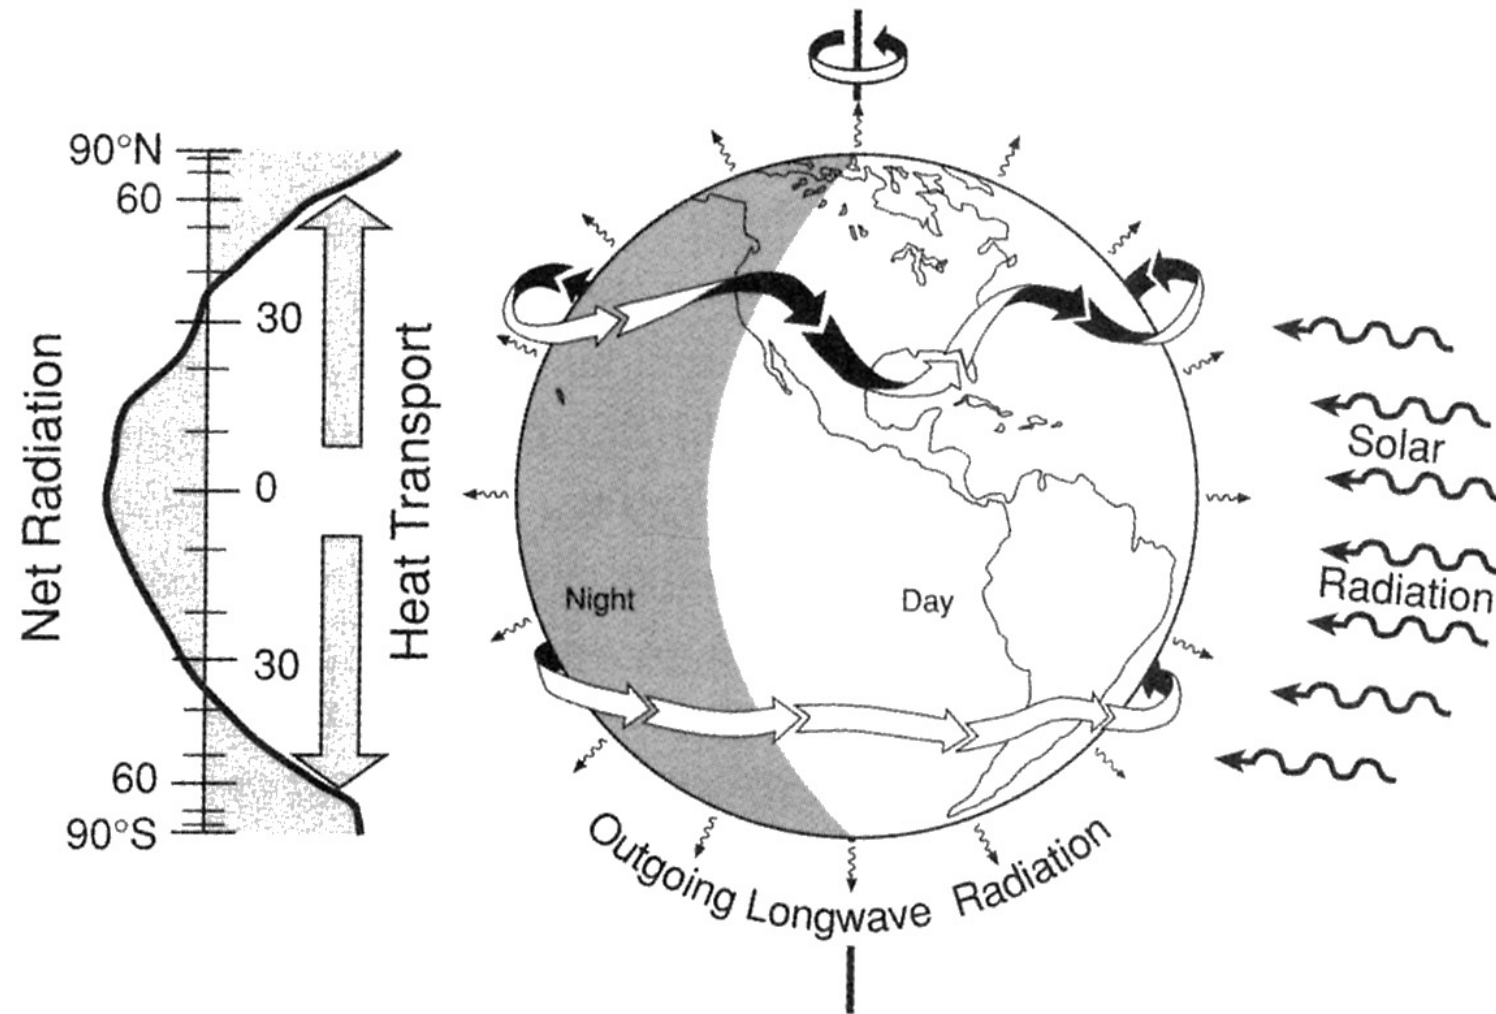 90°N
60
30
0
30
60
90°S
Net Radiation
Heat Transport
Night
Day
Solar
Radiation
Outgoing Longwave Radiation